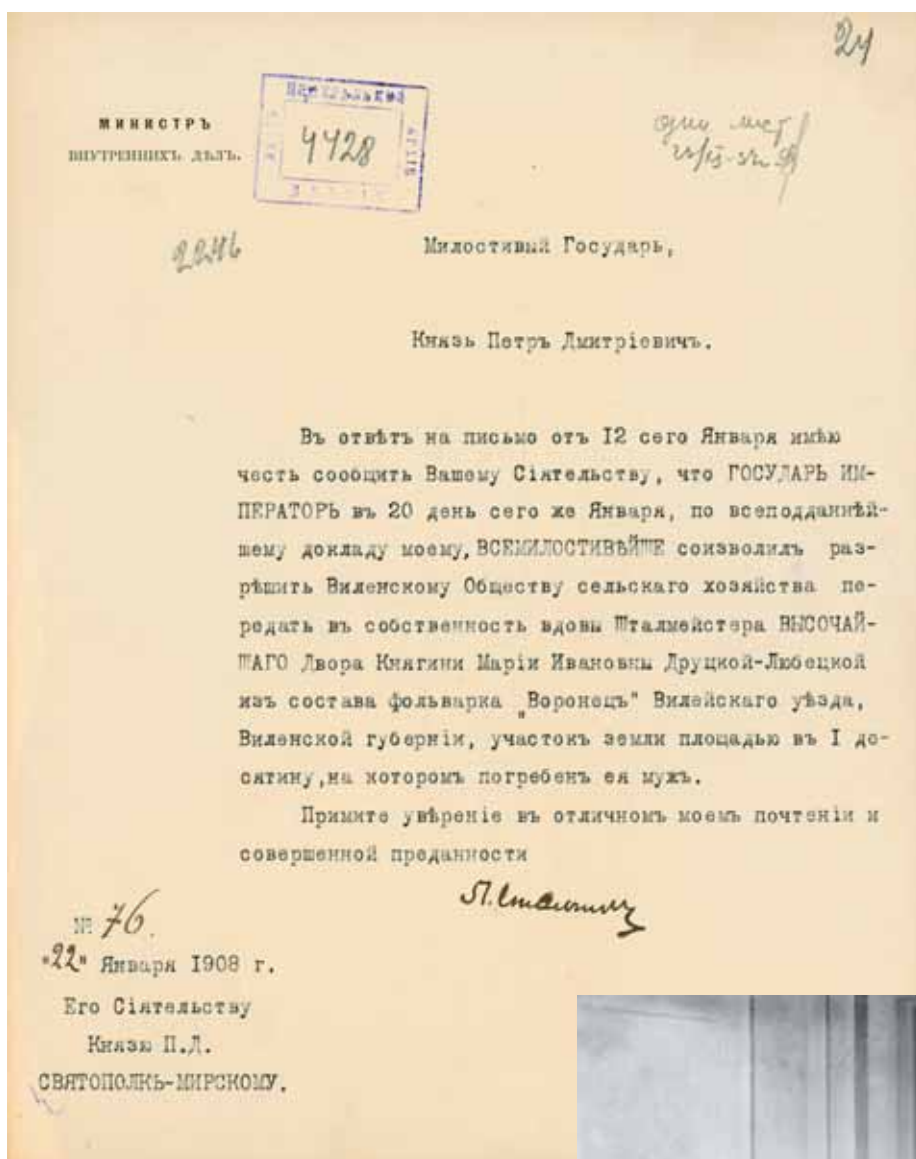 24
МИНИСТРЪ
ВНУТРЕННИХЪ ДѢЛЪ.
4428
Милостивый Государь,
Князь Петръ Дмитріевичъ.
Въ отвѣтъ на письмо отъ I2 сего Января имѣю
честь сообщить Вашему Сіятельству, что ГОСУДАРЬ ИМ-
ПЕРАТОРЪ въ 20 день сего же Января, по всеподданнѣй-
шему докладу моему, ВСЕМИЛОСТИВѢЙШЕ соизволилъ раз-
рѣшить Виленскому Обществу сельскаго хозяйства пе-
редать въ собственность вдовы Шталмейстера ВЫСОЧАЙ-
ШАГО Двора Княгини Маріи Ивановны Друцкой-Любецкой
изъ состава фольварка „Воронецъ" Вилейскаго уѣзда,
Виленской губерніи, участокъ земли площадью въ I де-
сятину, на которомъ погребенъ ея мужъ.
Примите увѣреніе въ отличномъ моемъ почтеніи и
совершенной преданности
П. Столыпинъ
№ 76.
"22" Января I908 г.
Его Сіятельству
Князю П.Д.
СВЯТОПОЛКЪ-МИРСКОМУ.